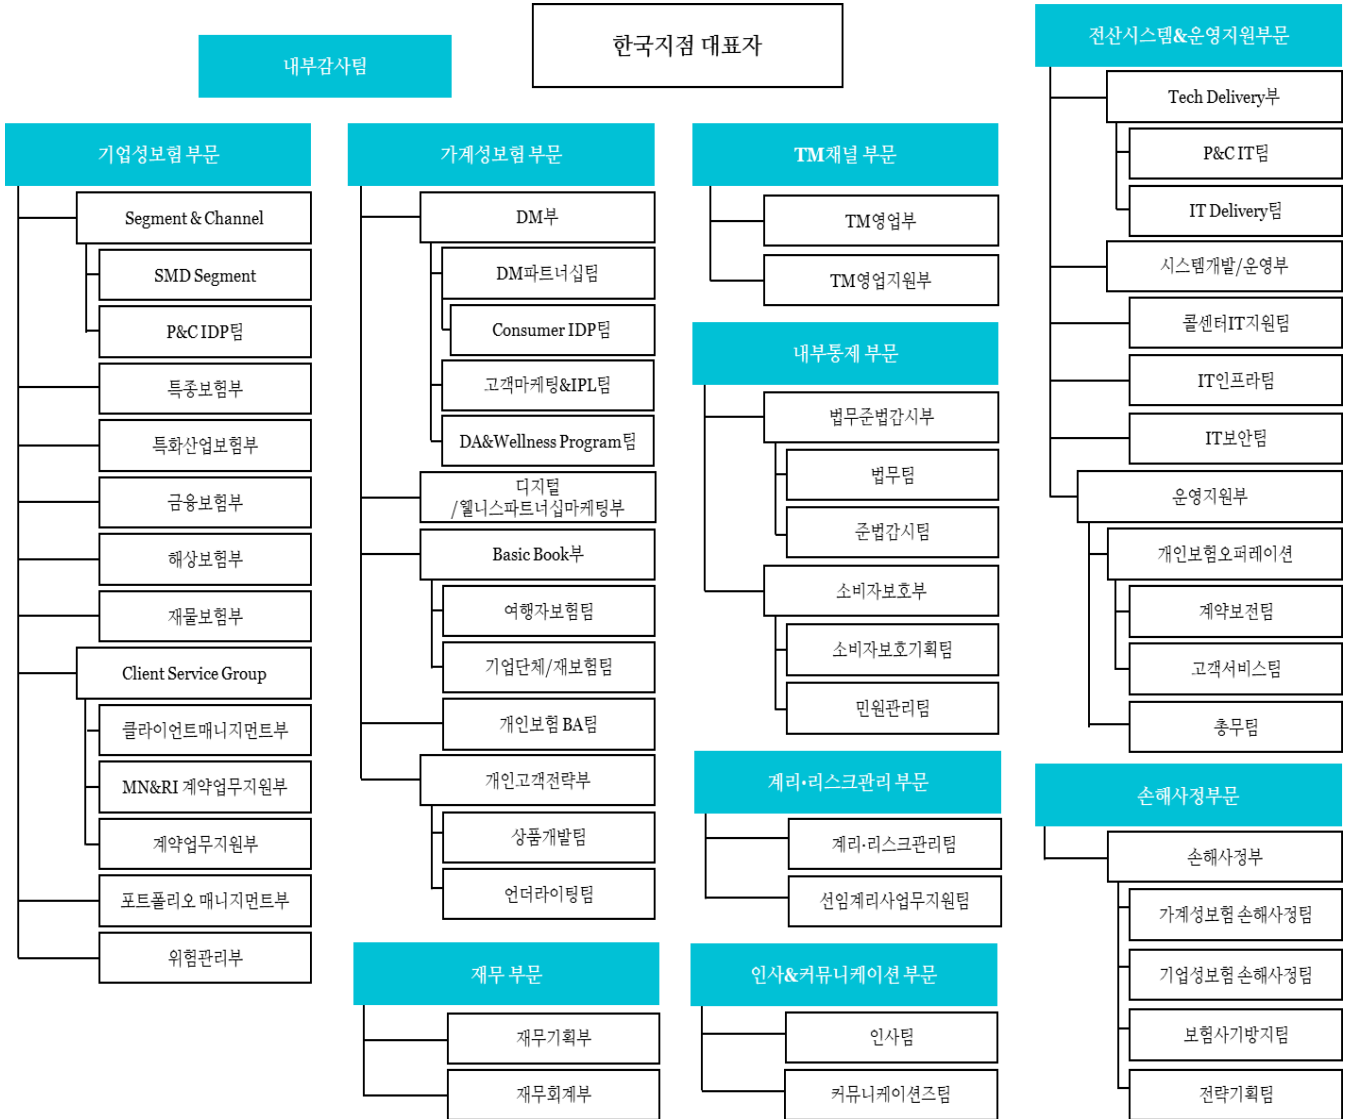 한국지점 대표자
내부감사팀
기업성보험 부문
Segment & Channel
SMD Segment
P&C IDP팀
특종보험부
특화산업보험부
금융보험부
해상보험부
재물보험부
Client Service Group
클라이언트매니지먼트부
MN&RI 계약업무지원부
계약업무지원부
포트폴리오 매니지먼트부
위험관리부
가계성보험 부문
DM부
DM파트너십팀
Consumer IDP팀
고객마케팅&IPL팀
DA&Wellness Program팀
디지털
/웰니스파트너십마케팅부
Basic Book부
여행자보험팀
기업단체/재보험팀
개인보험 BA팀
개인고객전략부
상품개발팀
언더라이팅팀
재무 부문
재무기획부
재무회계부
TM채널 부문
TM영업부
TM영업지원부
내부통제 부문
법무준법감시부
법무팀
준법감시팀
소비자보호부
소비자보호기획팀
민원관리팀
계리·리스크관리 부문
계리·리스크관리팀
선임계리사업무지원팀
인사&커뮤니케이션 부문
인사팀
커뮤니케이션즈팀
전산시스템&운영지원부문
Tech Delivery부
P&C IT팀
IT Delivery팀
시스템개발/운영부
콜센터IT지원팀
IT인프라팀
IT보안팀
운영지원부
개인보험오퍼레이션
계약보전팀
고객서비스팀
총무팀
손해사정부문
손해사정부
가계성보험 손해사정팀
기업성보험 손해사정팀
보험사기방지팀
전략기획팀